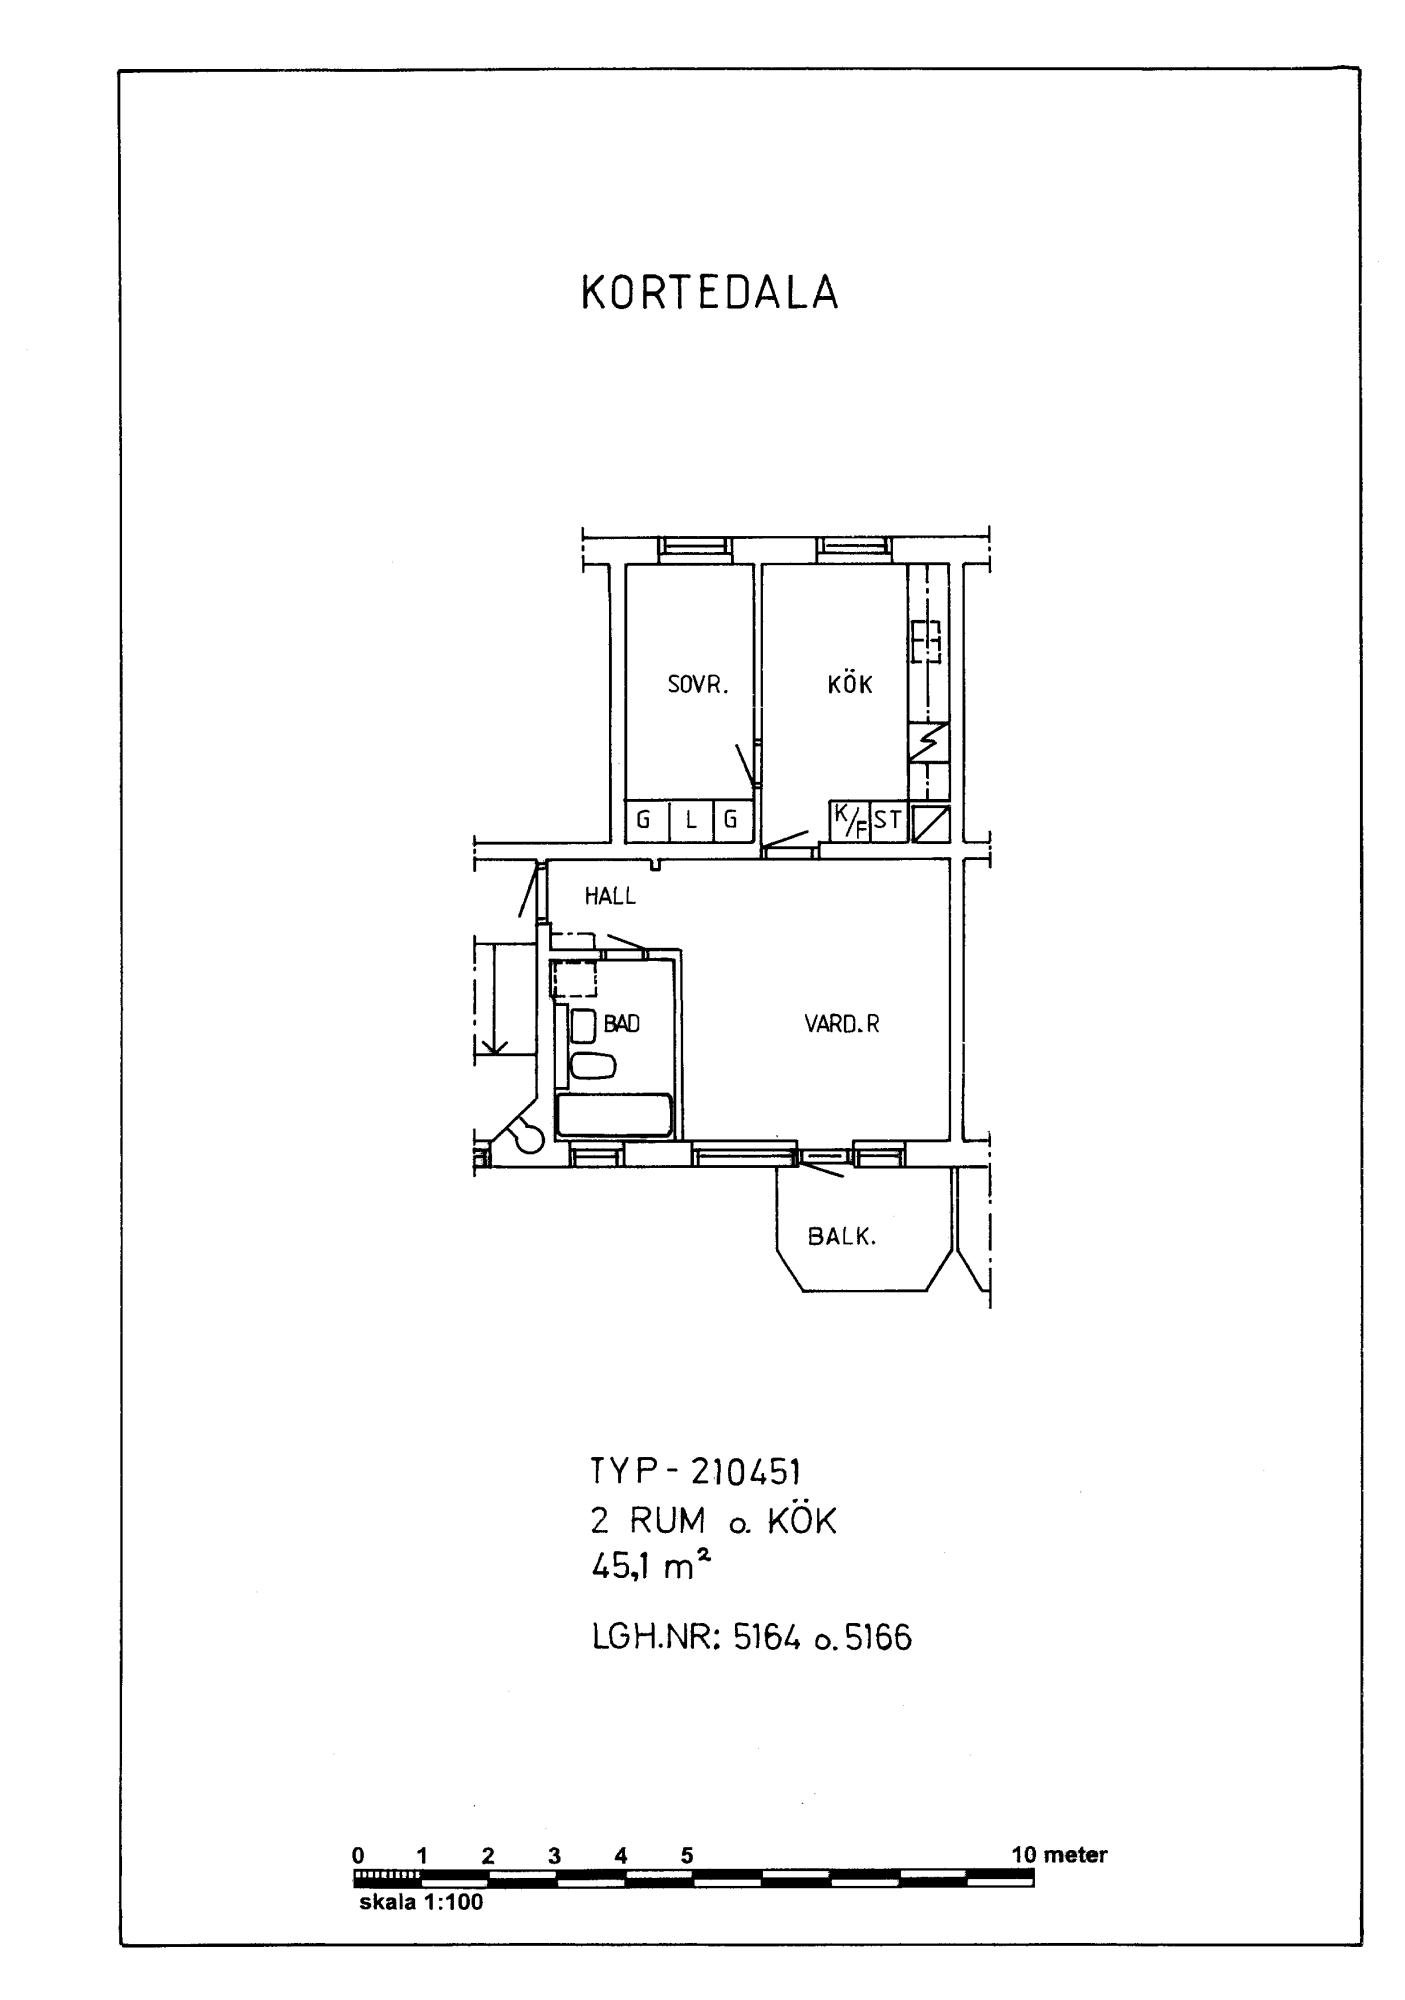 KORTEDALA
SOVR.
KÖK
G L G
K/F ST
HALL
BAD
VARD.R
BALK.
TYP - 210451
2 RUM o. KÖK
45,1 m²
LGH.NR: 5164 o. 5166
0 1 2 3 4 5 10 meter
skala 1:100